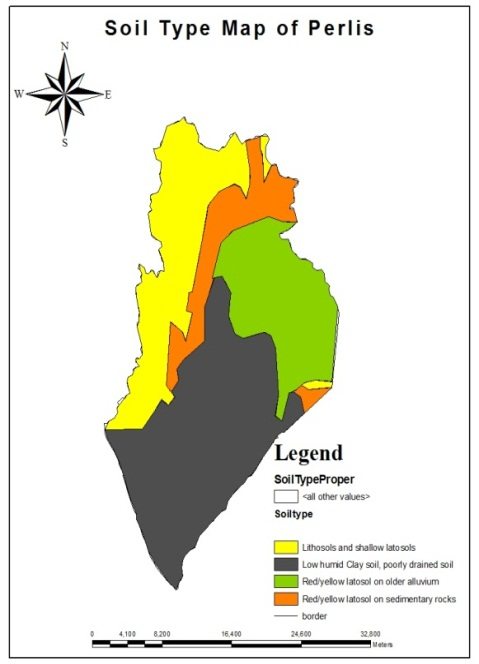 Soil Type Map of Perlis
N
W E
S
Legend
SoilTypeProper
<all other values>
Soiltype
Lithosols and shallow latosols
Low humid Clay soil, poorly drained soil
Red/yellow latosol on older alluvium
Red/yellow latosol on sedimentary rocks
border
0 4,100 8,200 16,400 24,600 32,800
Meters